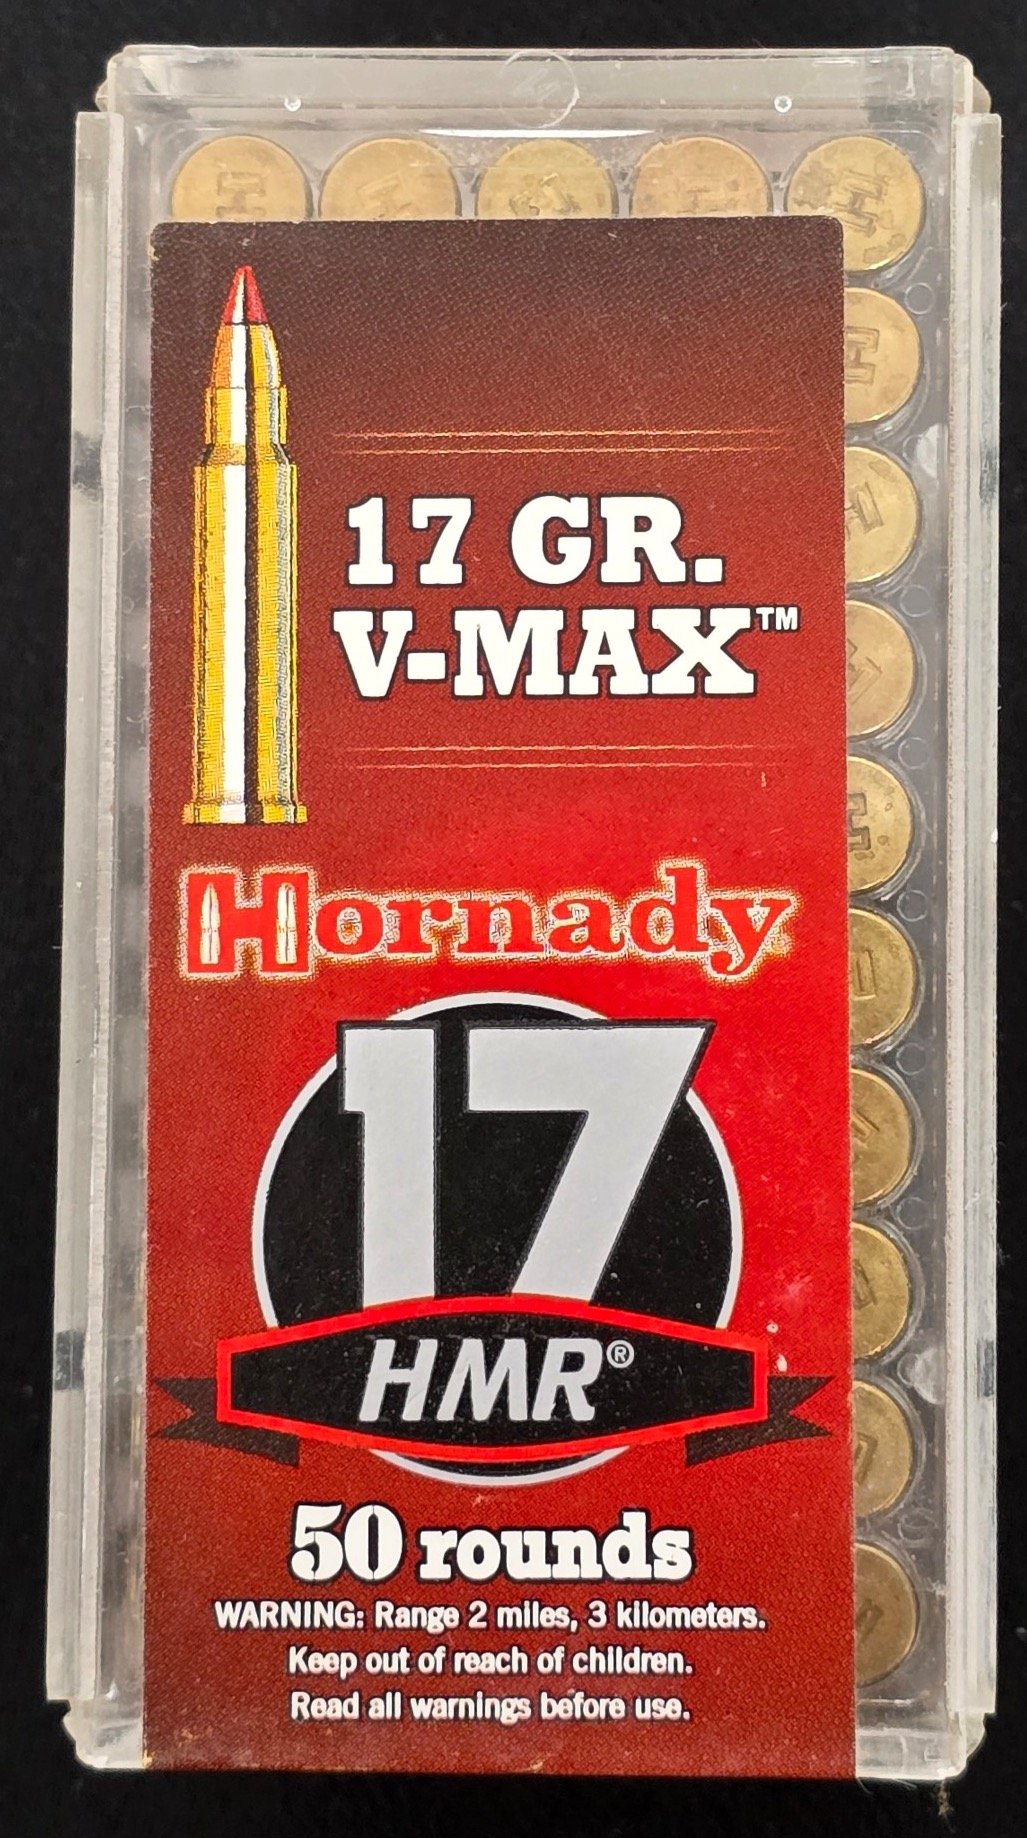 17 GR.
V-MAX™
Hornady
17
HMR®
50 rounds
WARNING: Range 2 miles, 3 kilometers.
Keep out of reach of children.
Read all warnings before use.